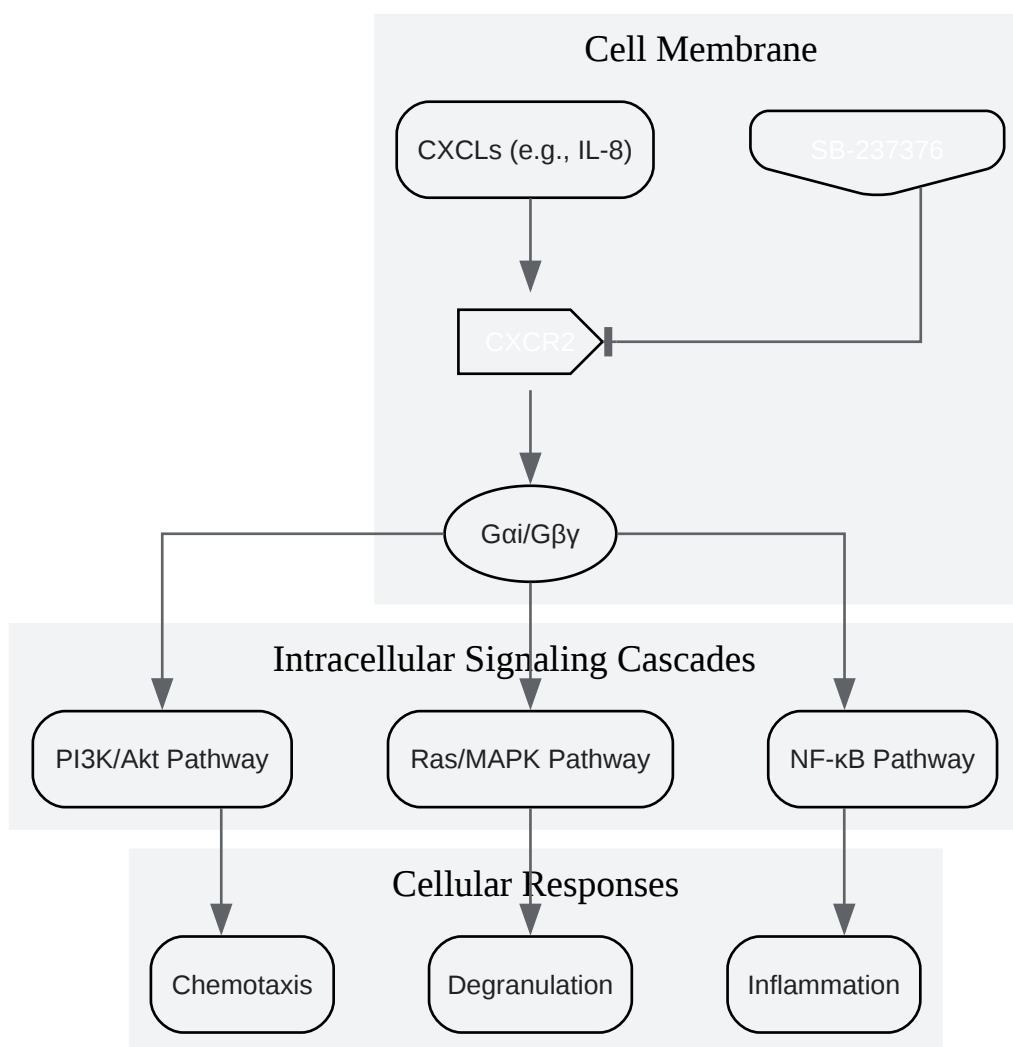 Cell Membrane
CXCLs (e.g., IL-8)
SB-237376
CXCR2
Gαi/Gβγ
Intracellular Signaling Cascades
PI3K/Akt Pathway
Ras/MAPK Pathway
NF-κB Pathway
Cellular Responses
Chemotaxis
Degranulation
Inflammation